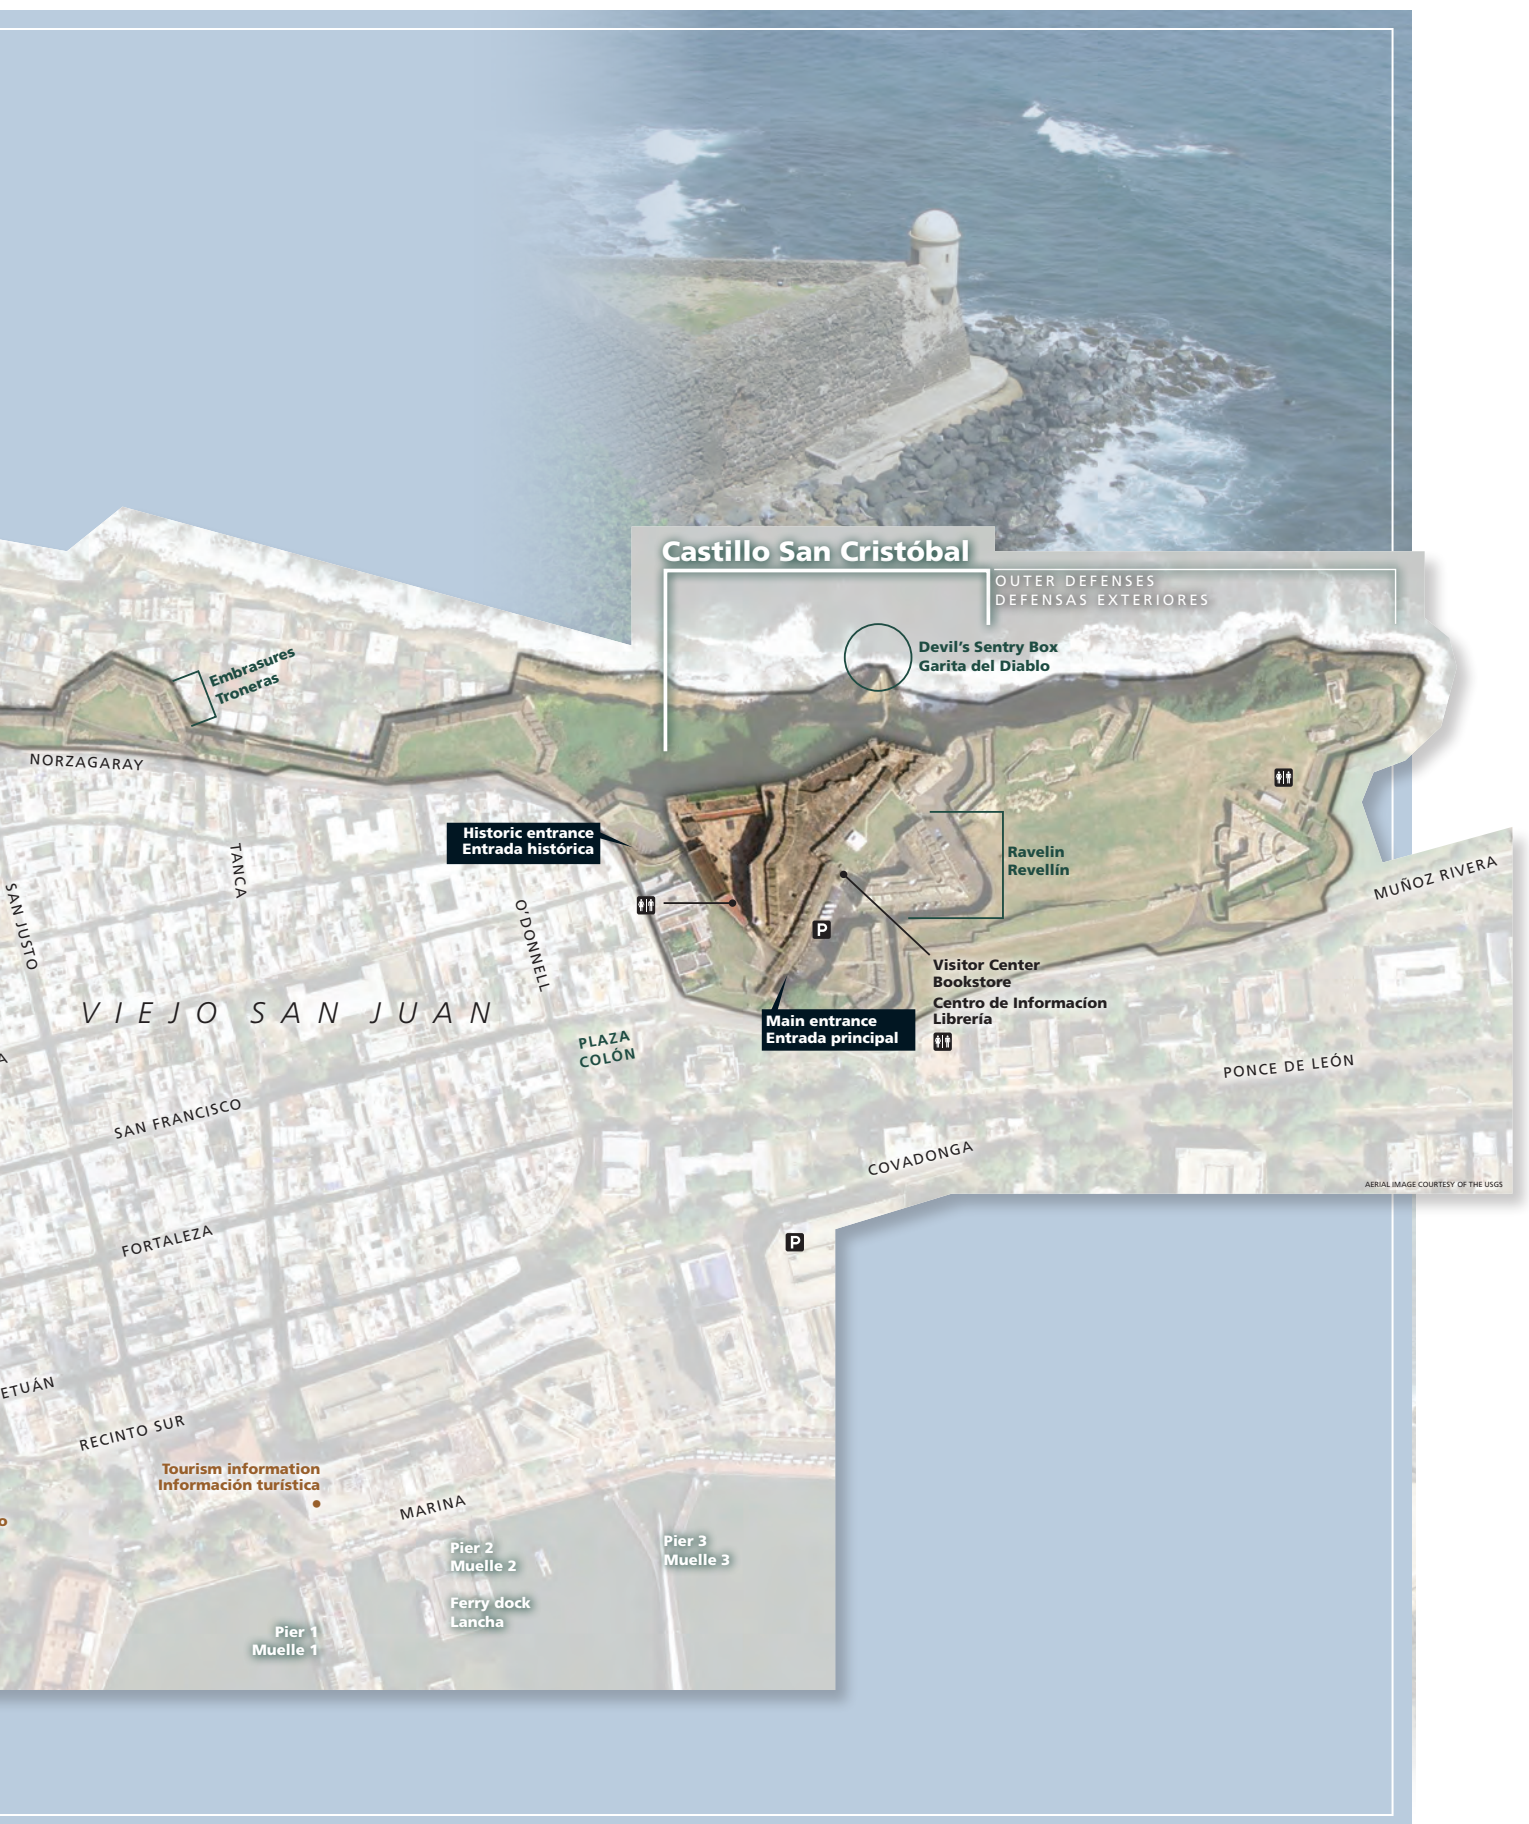 Castillo San Cristóbal
OUTER DEFENSES
DEFENSAS EXTERIORES
Devil's Sentry Box
Garita del Diablo
Embrasures
Troneras
NORZAGARAY
Historic entrance
Entrada histórica
TANCA
SAN JUSTO
O'DONNELL
Ravelin
Revellín
MUÑOZ RIVERA
P
Visitor Center
Bookstore
Centro de Informacíon
Librería
VIEJO SAN JUAN
Main entrance
Entrada principal
PLAZA
COLÓN
PONCE DE LEÓN
SAN FRANCISCO
COVADONGA
AERIAL IMAGE COURTESY OF THE USGS
FORTALEZA
P
ETUÁN
RECINTO SUR
Tourism information
Información turística
MARINA
Pier 2
Muelle 2
Pier 3
Muelle 3
Ferry dock
Lancha
Pier 1
Muelle 1